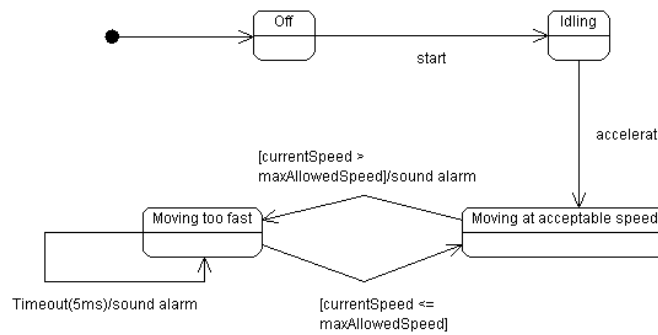 Off
Idling
start
accelerat
[currentSpeed >
maxAllowedSpeed]/sound alarm
Moving too fast
Moving at acceptable speed
Timeout(5ms)/sound alarm
[currentSpeed <=
maxAllowedSpeed]